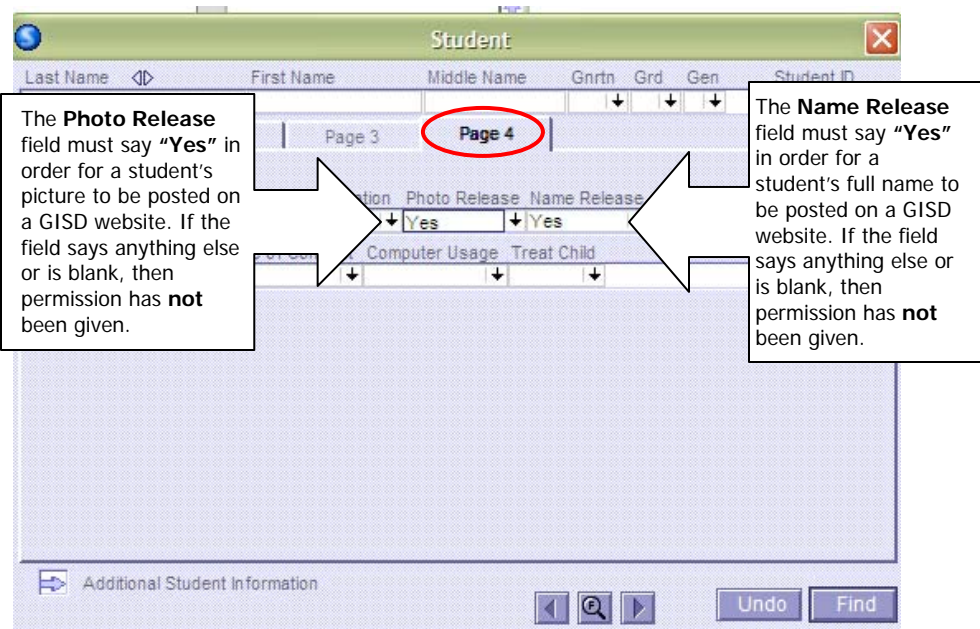 Student
Last Name First Name Middle Name Gnrtn Grd Gen Student ID
The Photo Release
field must say “Yes” in
order for a student’s
picture to be posted on
a GISD website. If the
field says anything else
or is blank, then
permission has not
been given.
Page 3 Page 4
The Name Release
field must say “Yes”
in order for a
student’s full name to
be posted on a GISD
website. If the field
says anything else or
is blank, then
permission has not
been given.
Photo Release Name Release
Yes Yes
Computer Usage Treat Child
Additional Student Information
F
Undo Find